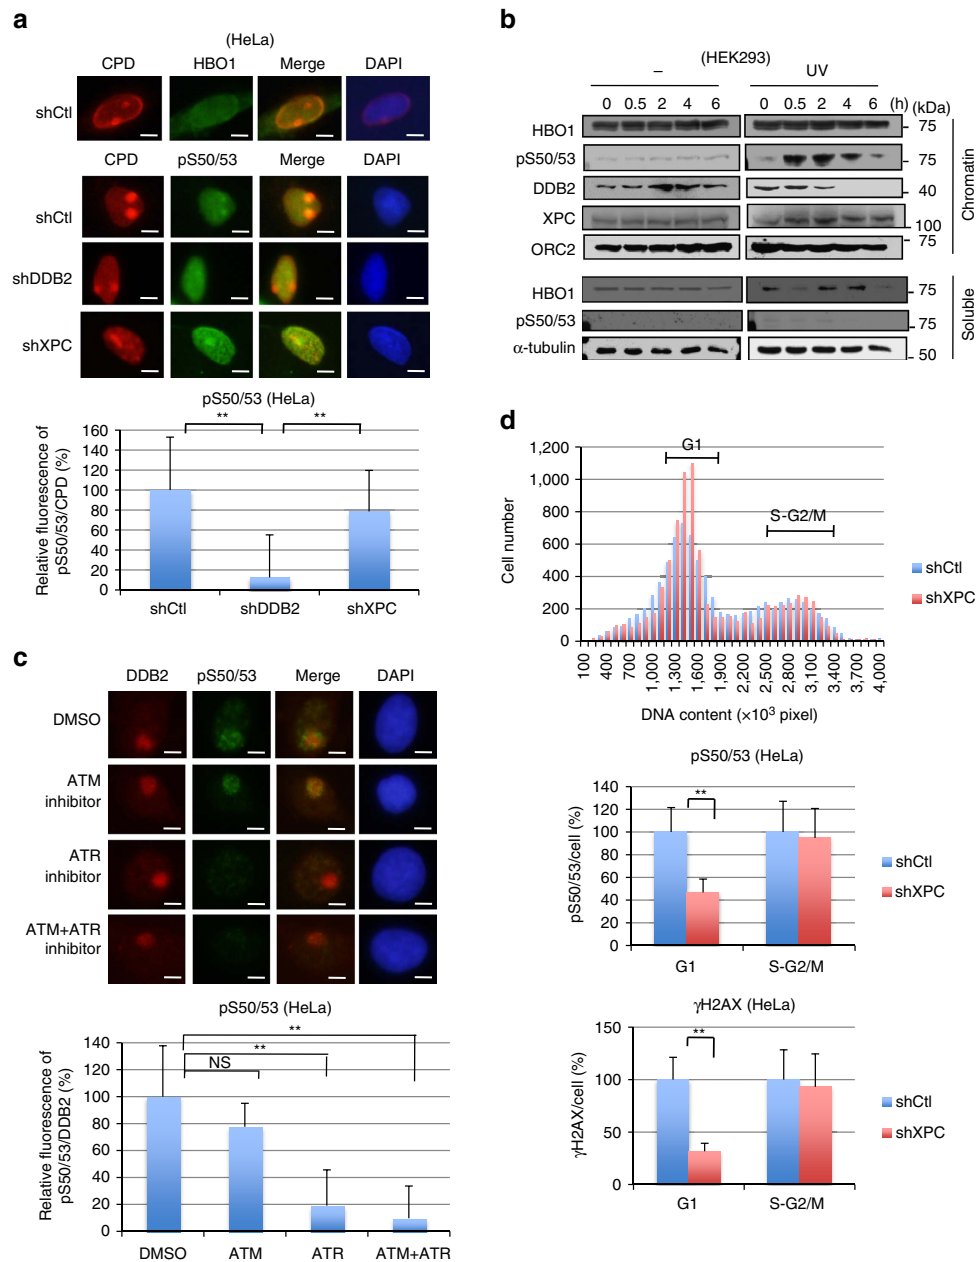 a
(HeLa)
CPD HBO1 Merge DAPI
shCtl
CPD pS50/53 Merge DAPI
shCtl
shDDB2
shXPC
pS50/53 (HeLa)
** **
Relative fluorescence of
pS50/53/CPD (%)
160
140
120
100
80
60
40
20
0
shCtl shDDB2 shXPC
b
(HEK293)
– UV
0 0.5 2 4 6 0 0.5 2 4 6 (h) (kDa)
HBO1 75
pS50/53 75
DDB2 40
XPC 100
ORC2 75
Chromatin
HBO1 75
pS50/53 75
α-tubulin 50
Soluble
c
DDB2 pS50/53 Merge DAPI
DMSO
ATM
inhibitor
ATR
inhibitor
ATM+ATR
inhibitor
pS50/53 (HeLa)
**
**
NS
Relative fluorescence of
pS50/53/DDB2 (%)
140
120
100
80
60
40
20
0
DMSO ATM ATR ATM+ATR
d
G1
S-G2/M
Cell number
1,200
1,000
800
600
400
200
0
100 400 700 1,000 1,300 1,600 1,900 2,200 2,500 2,800 3,100 3,400 3,700 4,000
DNA content (×10³ pixel)
shCtl
shXPC
pS50/53 (HeLa)
**
pS50/53/cell (%)
140
120
100
80
60
40
20
0
G1 S-G2/M
shCtl
shXPC
γH2AX (HeLa)
**
γH2AX/cell (%)
150
100
50
0
G1 S-G2/M
shCtl
shXPC